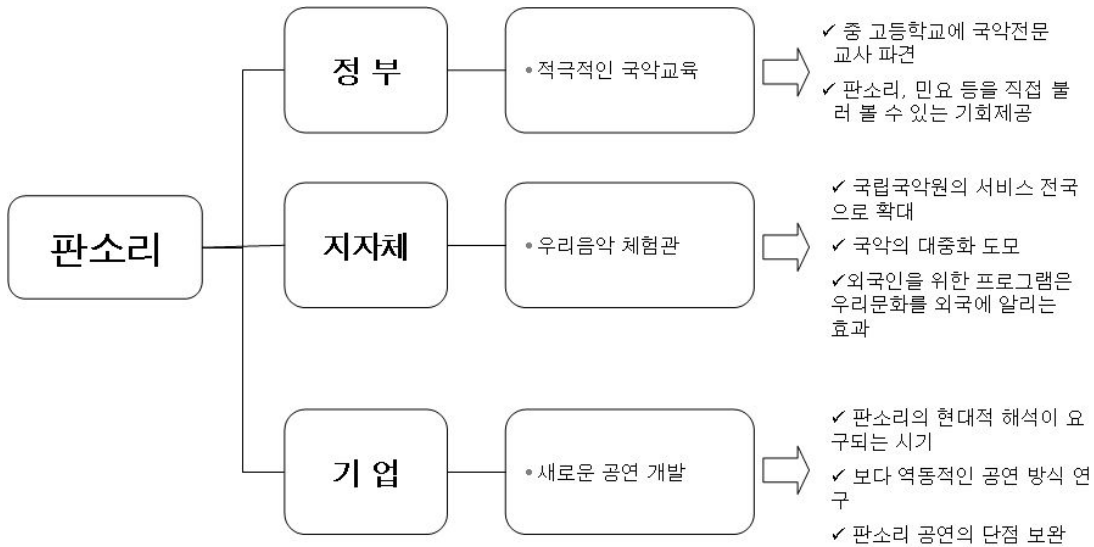 판소리
정 부
• 적극적인 국악교육
✓ 중 고등학교에 국악전문
교사 파견
✓ 판소리, 민요 등을 직접 불
러 볼 수 있는 기회제공
지자체
• 우리음악 체험관
✓ 국립국악원의 서비스 전국
으로 확대
✓ 국악의 대중화 도모
✓외국인을 위한 프로그램은
우리문화를 외국에 알리는
효과
기 업
• 새로운 공연 개발
✓ 판소리의 현대적 해석이 요
구되는 시기
✓ 보다 역동적인 공연 방식 연
구
✓ 판소리 공연의 단점 보완